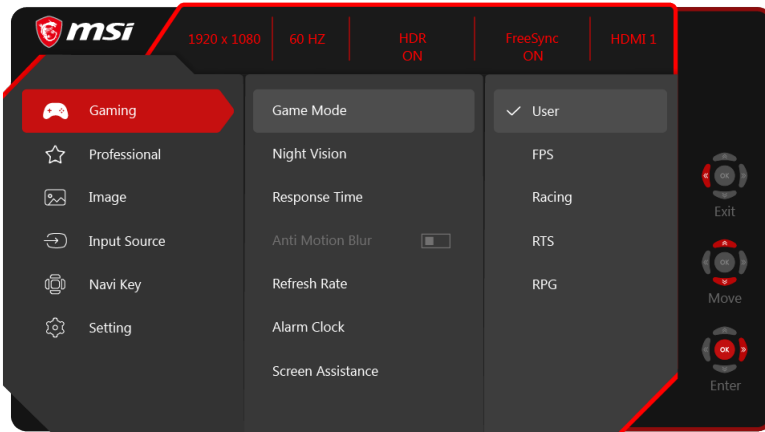 msi
1920 x 1080
60 HZ
HDR
ON
FreeSync
ON
HDMI 1
Gaming
Professional
Image
Input Source
Navi Key
Setting
Game Mode
Night Vision
Response Time
Anti Motion Blur
Refresh Rate
Alarm Clock
Screen Assistance
User
FPS
Racing
RTS
RPG
OK
Exit
OK
Move
OK
Enter